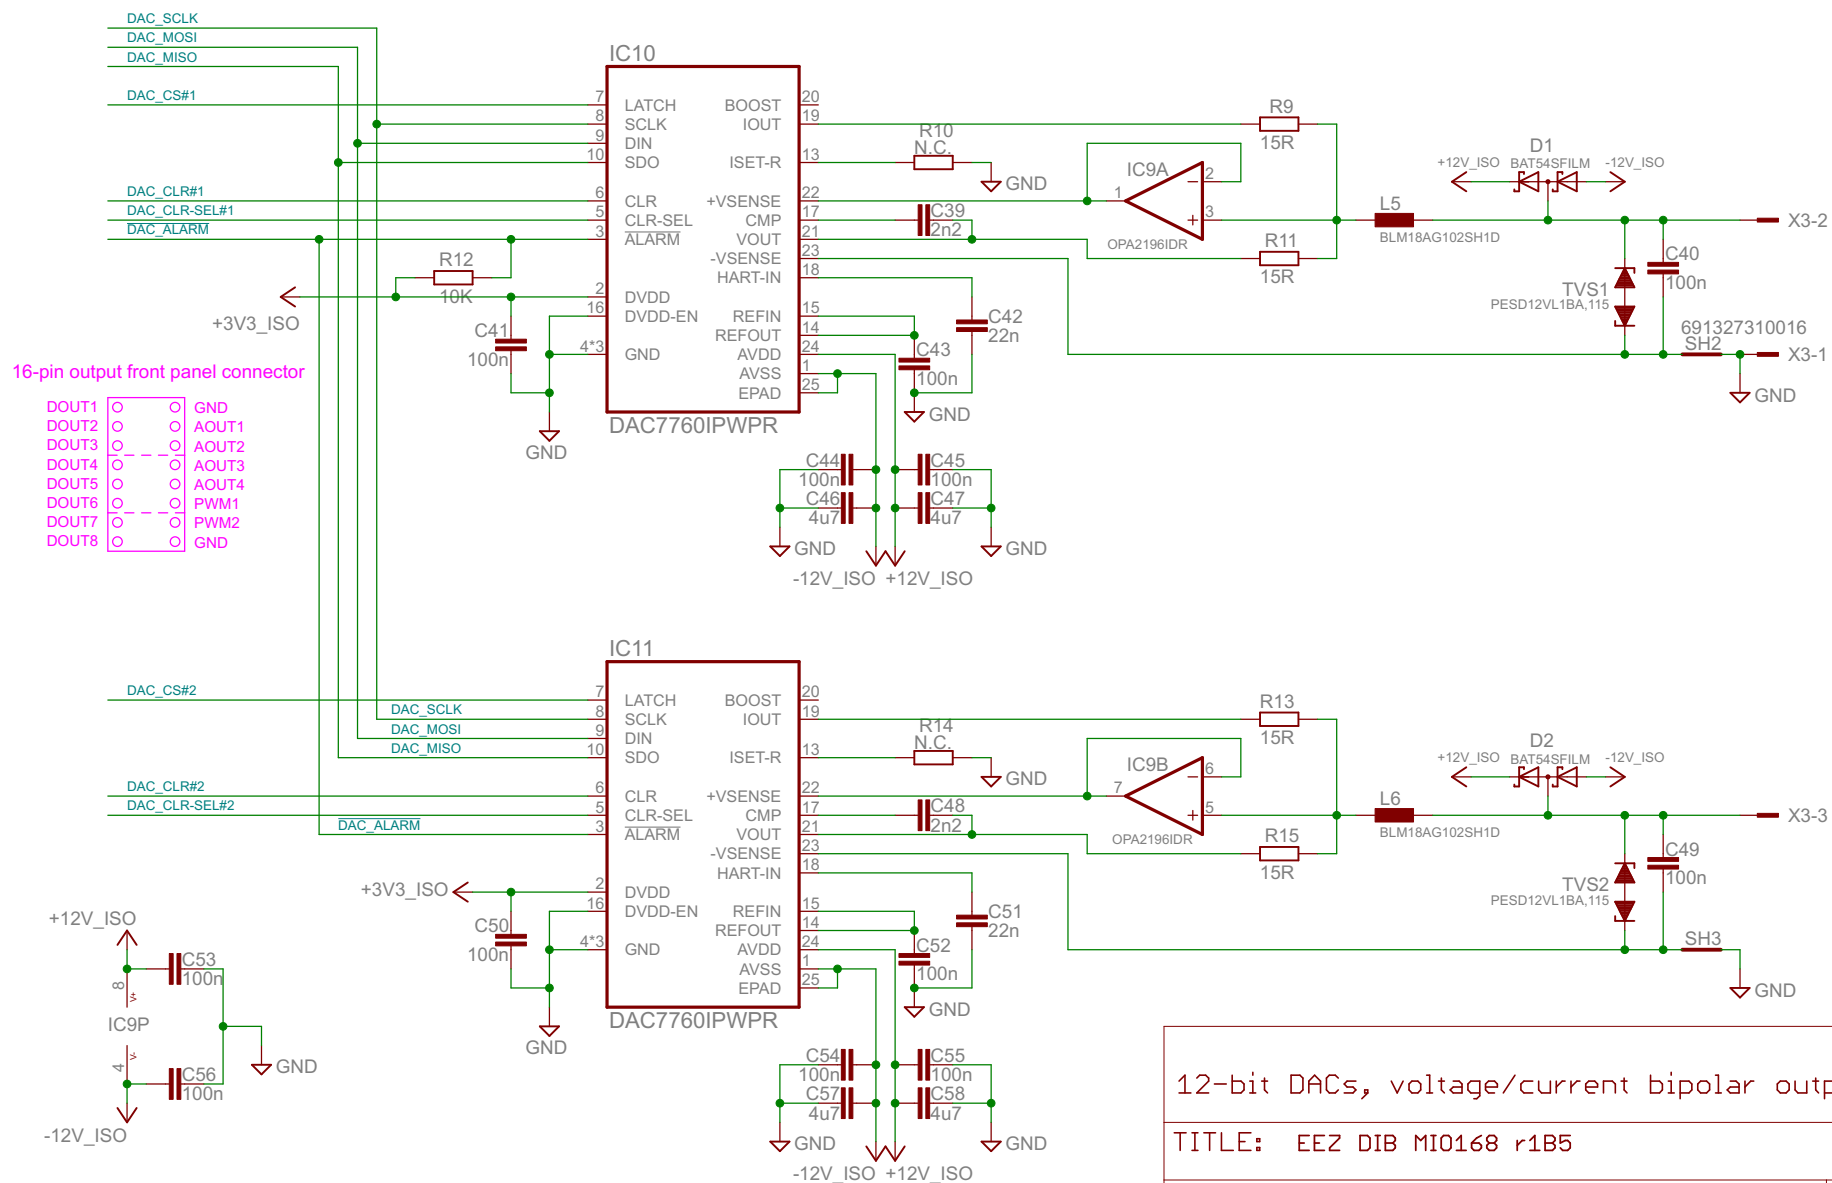 DAC_SCLK
DAC_MOSI
DAC_MISO
DAC_CS#1
DAC_CLR#1
DAC_CLR-SEL#1
DAC_ALARM
IC10
7 LATCH BOOST 20
8 SCLK IOUT 19
9 DIN
10 SDO ISET-R 13
6 CLR +VSENSE 22
5 CLR-SEL CMP 17
3 ALARM VOUT 21
-VSENSE 23
HART-IN 18
2 DVDD
16 DVDD-EN REFIN 15
REFOUT 14
4*3 GND AVDD 24
AVSS 1
EPAD 25
DAC7760IPWPR
R12
10K
+3V3_ISO
C41
100n
GND
R10
N.C.
GND
C39
2n2
IC9A
1
2
3
OPA2196IDR
R9
15R
R11
15R
C42
22n
C43
100n
GND
C44
100n
C46
4u7
C45
100n
C47
4u7
GND
GND
-12V_ISO +12V_ISO
D1
+12V_ISO BAT54SFILM -12V_ISO
L5
BLM18AG102SH1D
X3-2
C40
100n
TVS1
PESD12VL1BA,115
691327310016
SH2
X3-1
GND
16-pin output front panel connector
DOUT1 GND
DOUT2 AOUT1
DOUT3 AOUT2
DOUT4 AOUT3
DOUT5 AOUT4
DOUT6 PWM1
DOUT7 PWM2
DOUT8 GND
IC11
DAC_CS#2
DAC_SCLK
DAC_MOSI
DAC_MISO
DAC_CLR#2
DAC_CLR-SEL#2
DAC_ALARM
7 LATCH BOOST 20
8 SCLK IOUT 19
9 DIN
10 SDO ISET-R 13
6 CLR +VSENSE 22
5 CLR-SEL CMP 17
3 ALARM VOUT 21
-VSENSE 23
HART-IN 18
2 DVDD
16 DVDD-EN REFIN 15
REFOUT 14
4*3 GND AVDD 24
AVSS 1
EPAD 25
DAC7760IPWPR
+3V3_ISO
C50
100n
GND
R14
N.C.
GND
C48
2n2
IC9B
7
6
5
OPA2196IDR
R13
15R
R15
15R
C51
22n
C52
100n
GND
C54
100n
C57
4u7
C55
100n
C58
4u7
GND
GND
-12V_ISO +12V_ISO
D2
+12V_ISO BAT54SFILM -12V_ISO
L6
BLM18AG102SH1D
X3-3
C49
100n
TVS2
PESD12VL1BA,115
SH3
GND
+12V_ISO
C53
100n
8
V+
IC9P
4
V-
GND
C56
100n
-12V_ISO
12-bit DACs, voltage/current bipolar outp
TITLE: EEZ DIB MIO168 r1B5